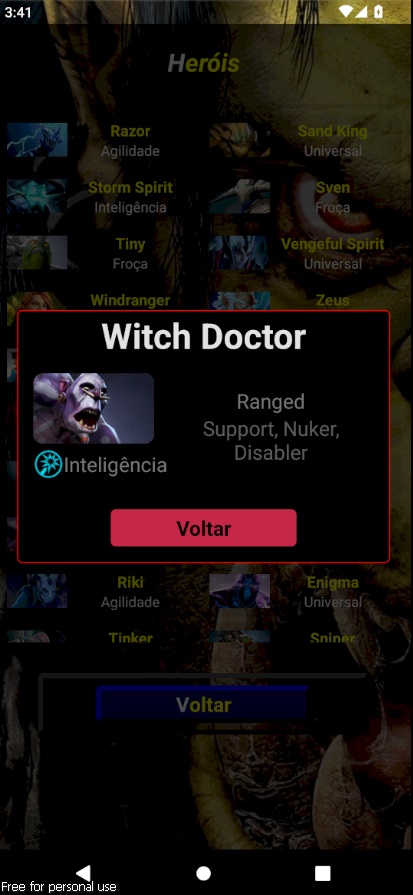 3:41
Heróis
Razor
Agilidade
Sand King
Universal
Storm Spirit
Inteligência
Sven
Froça
Tiny
Froça
Vengeful Spirit
Universal
Windranger
Zeus
Witch Doctor
Ranged
Support, Nuker,
Disabler
Inteligência
Voltar
Riki
Agilidade
Enigma
Universal
Tinker
Sniper
Voltar
Free for personal use